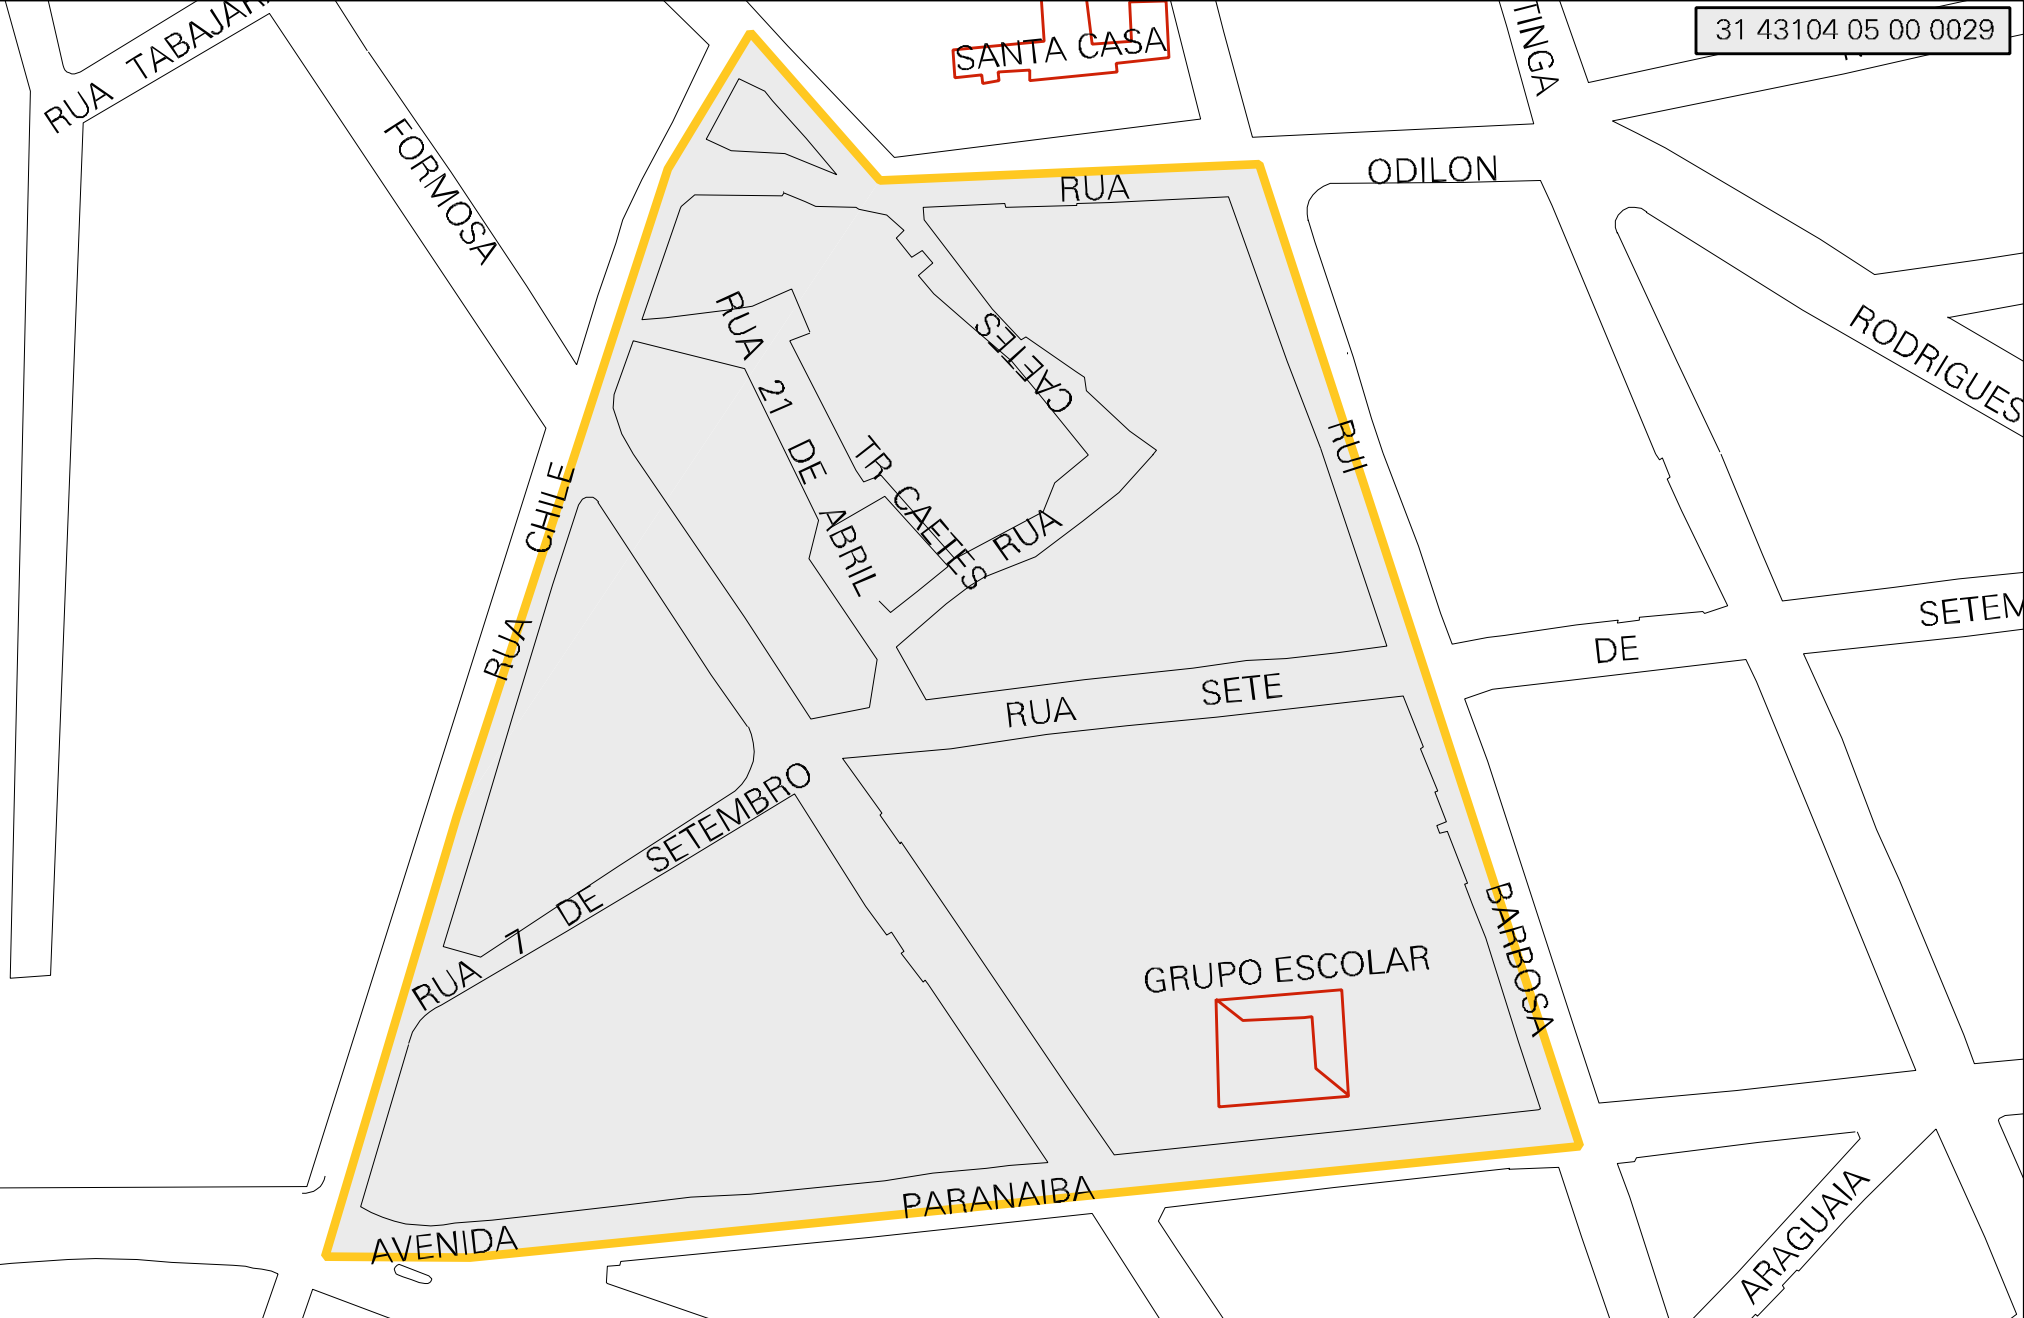 31 43104 05 00 0029
RUA TABAJAR
SANTA CASA
TINGA
FORMOSA
RUA ODILON
RODRIGUES
RUA CHILE
RUA 21 DE ABRIL
TR CAETES
RUA CAETES
RUI BARBOSA
RUA SETE DE SETEM
RUA 7 DE SETEMBRO
GRUPO ESCOLAR
AVENIDA PARANAIBA
ARAGUAIA